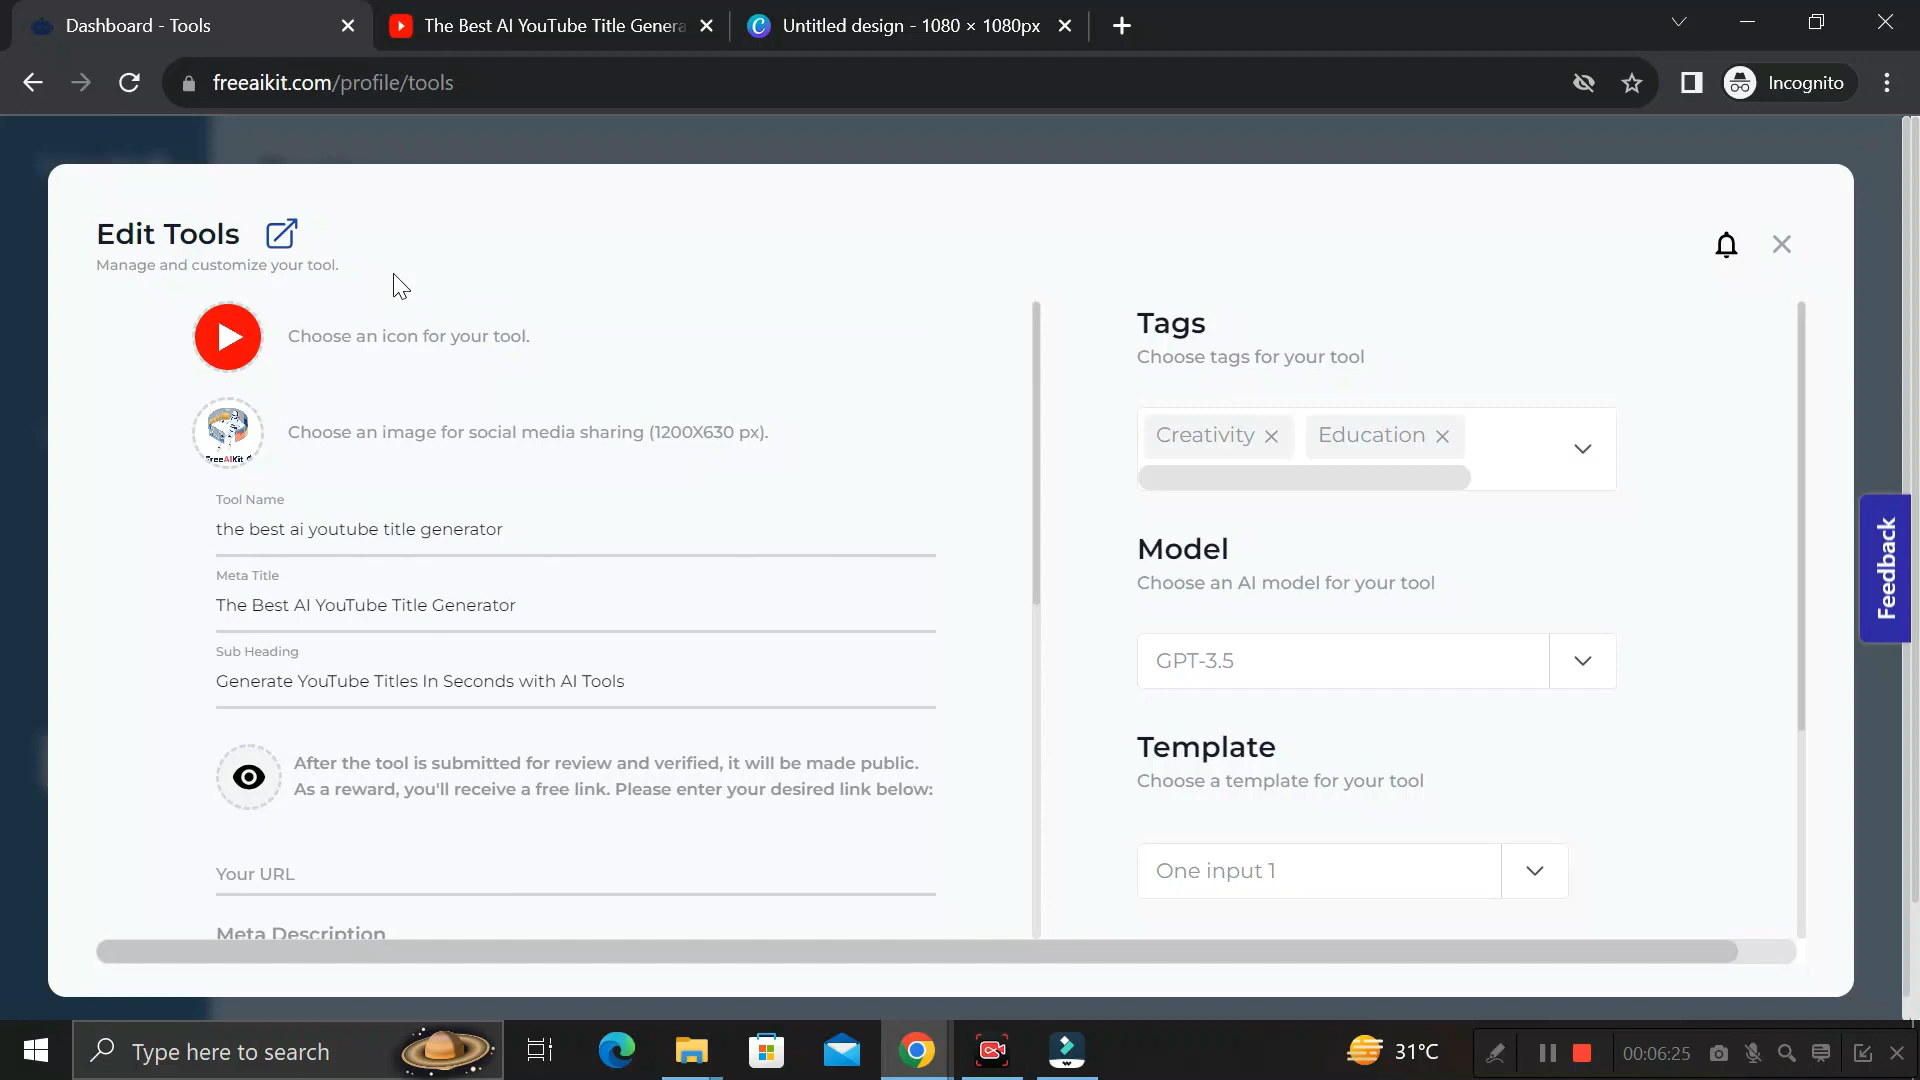 Dashboard - Tools
The Best AI YouTube Title Genera
Untitled design - 1080 × 1080px
freeaikit.com/profile/tools
Incognito
Edit Tools
Manage and customize your tool.
Choose an icon for your tool.
FreeAIKit
Choose an image for social media sharing (1200X630 px).
Tool Name
the best ai youtube title generator
Meta Title
The Best AI YouTube Title Generator
Sub Heading
Generate YouTube Titles In Seconds with AI Tools
After the tool is submitted for review and verified, it will be made public.
As a reward, you'll receive a free link. Please enter your desired link below:
Your URL
Meta Description
Tags
Choose tags for your tool
Creativity
Education
Model
Choose an AI model for your tool
GPT-3.5
Template
Choose a template for your tool
One input 1
Feedback
Type here to search
31°C
00:06:25